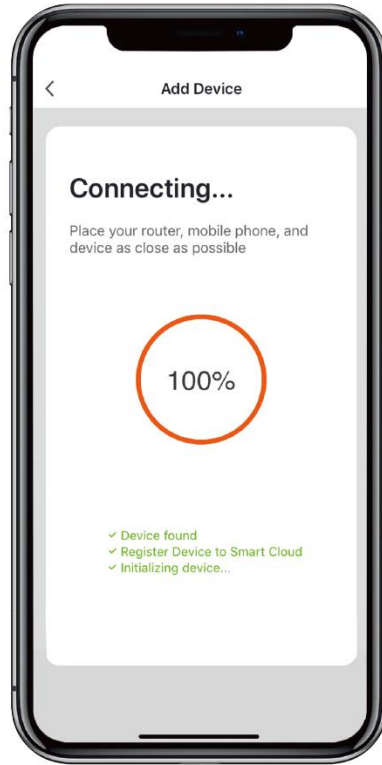 Add Device
Connecting...
Place your router, mobile phone, and
device as close as possible
100%
✓ Device found
✓ Register Device to Smart Cloud
✓ Initializing device...